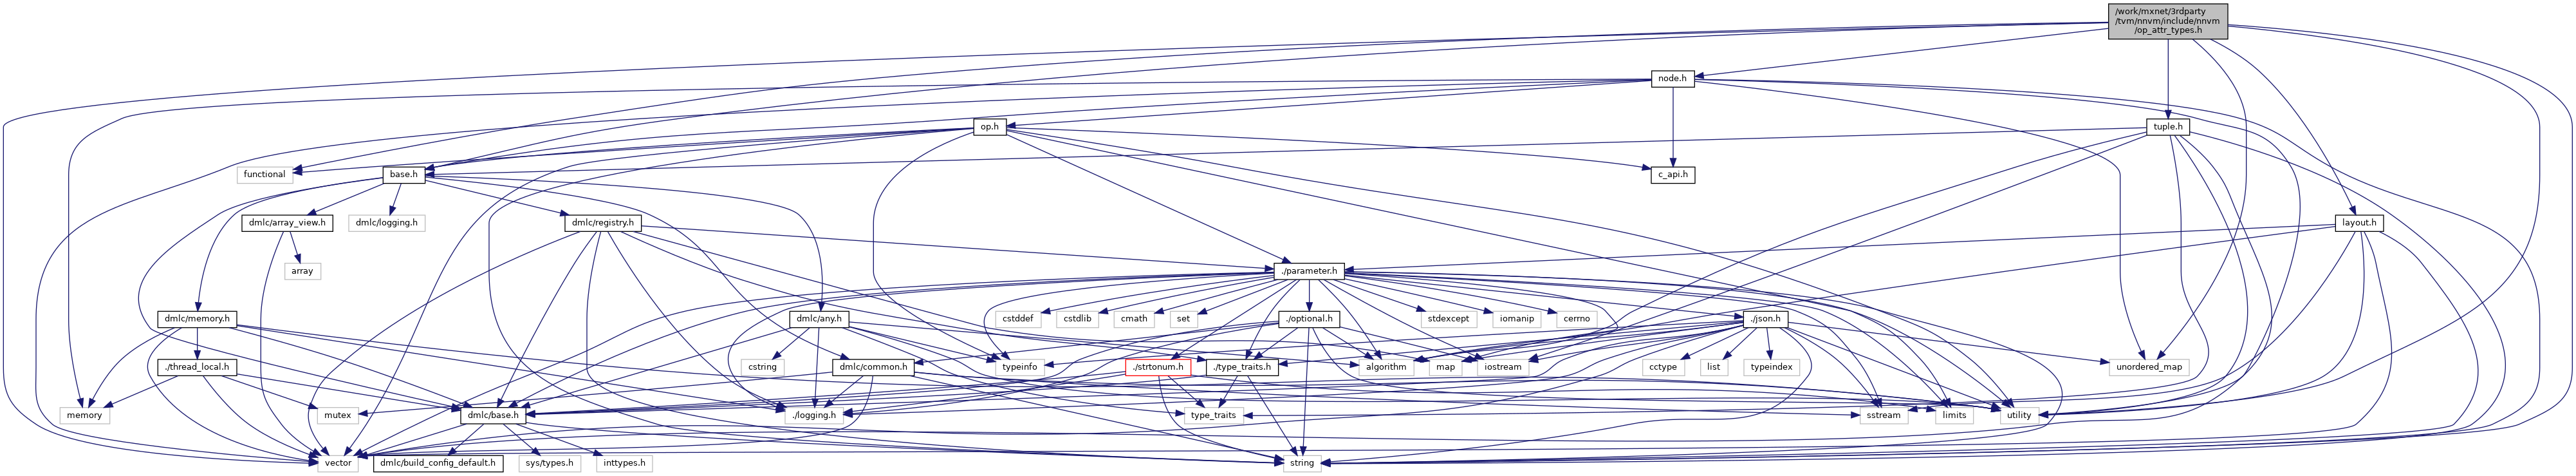 /work/mxnet/3rdparty
/tvm/nnvm/include/nnvm
/op_attr_types.h
node.h
op.h
tuple.h
functional
base.h
c_api.h
dmlc/array_view.h
dmlc/logging.h
dmlc/registry.h
layout.h
array
./parameter.h
dmlc/memory.h
dmlc/any.h
cstddef
cstdlib
cmath
set
./optional.h
stdexcept
iomanip
cerrno
./json.h
./thread_local.h
cstring
dmlc/common.h
typeinfo
./strtonum.h
./type_traits.h
algorithm
map
iostream
cctype
list
typeindex
unordered_map
memory
mutex
dmlc/base.h
./logging.h
type_traits
sstream
limits
utility
vector
dmlc/build_config_default.h
sys/types.h
inttypes.h
string